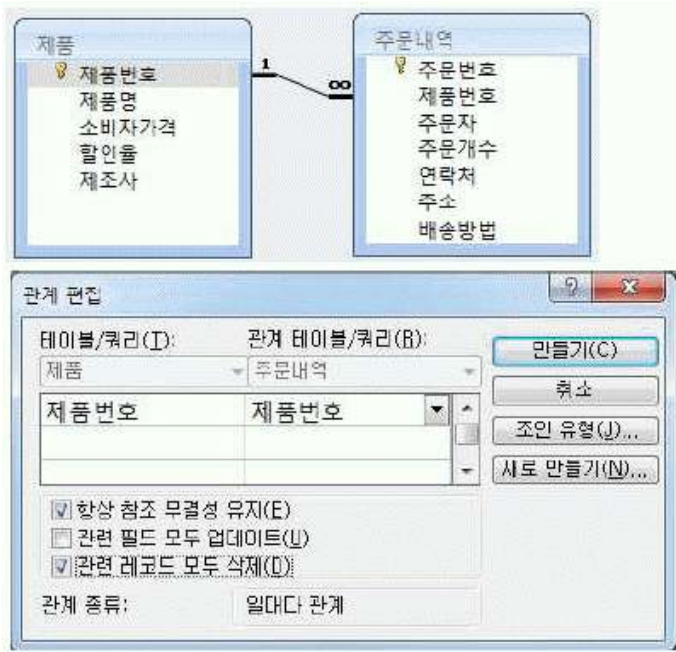 제품
제품번호
제품명
소비자가격
할인율
제조사
1 ∞
주문내역
주문번호
제품번호
주문자
주문개수
연락처
주소
배송방법
관계 편집
테이블/쿼리(T): 관계 테이블/쿼리(R):
제품 주문내역
제품번호 제품번호
항상 참조 무결성 유지(E)
관련 필드 모두 업데이트(U)
관련 레코드 모두 삭제(D)
관계 종류: 일대다 관계
만들기(C)
취소
조인 유형(J)...
새로 만들기(N)...